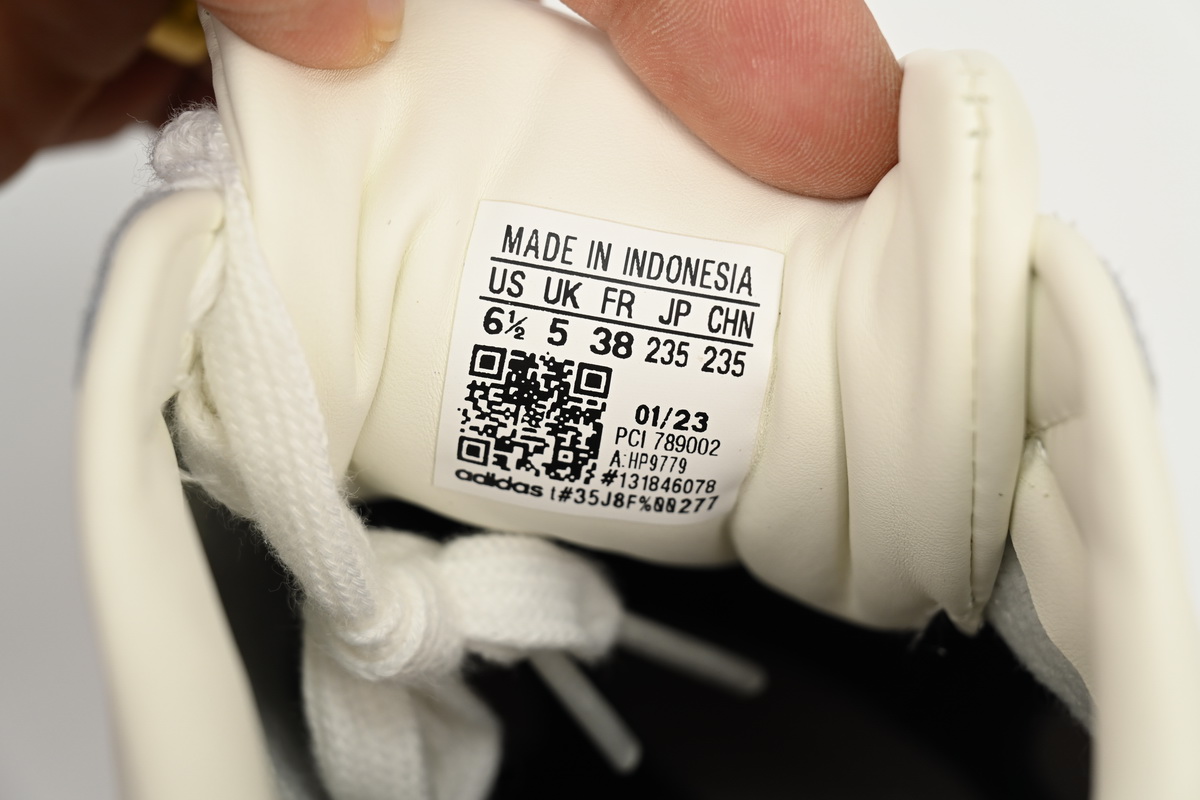 MADE IN INDONESIA
US UK FR JP CHN
6½ 5 38 235 235
01/23
PCI 789002
A:HP9779
#131846078
adidas t#35J8F%00277